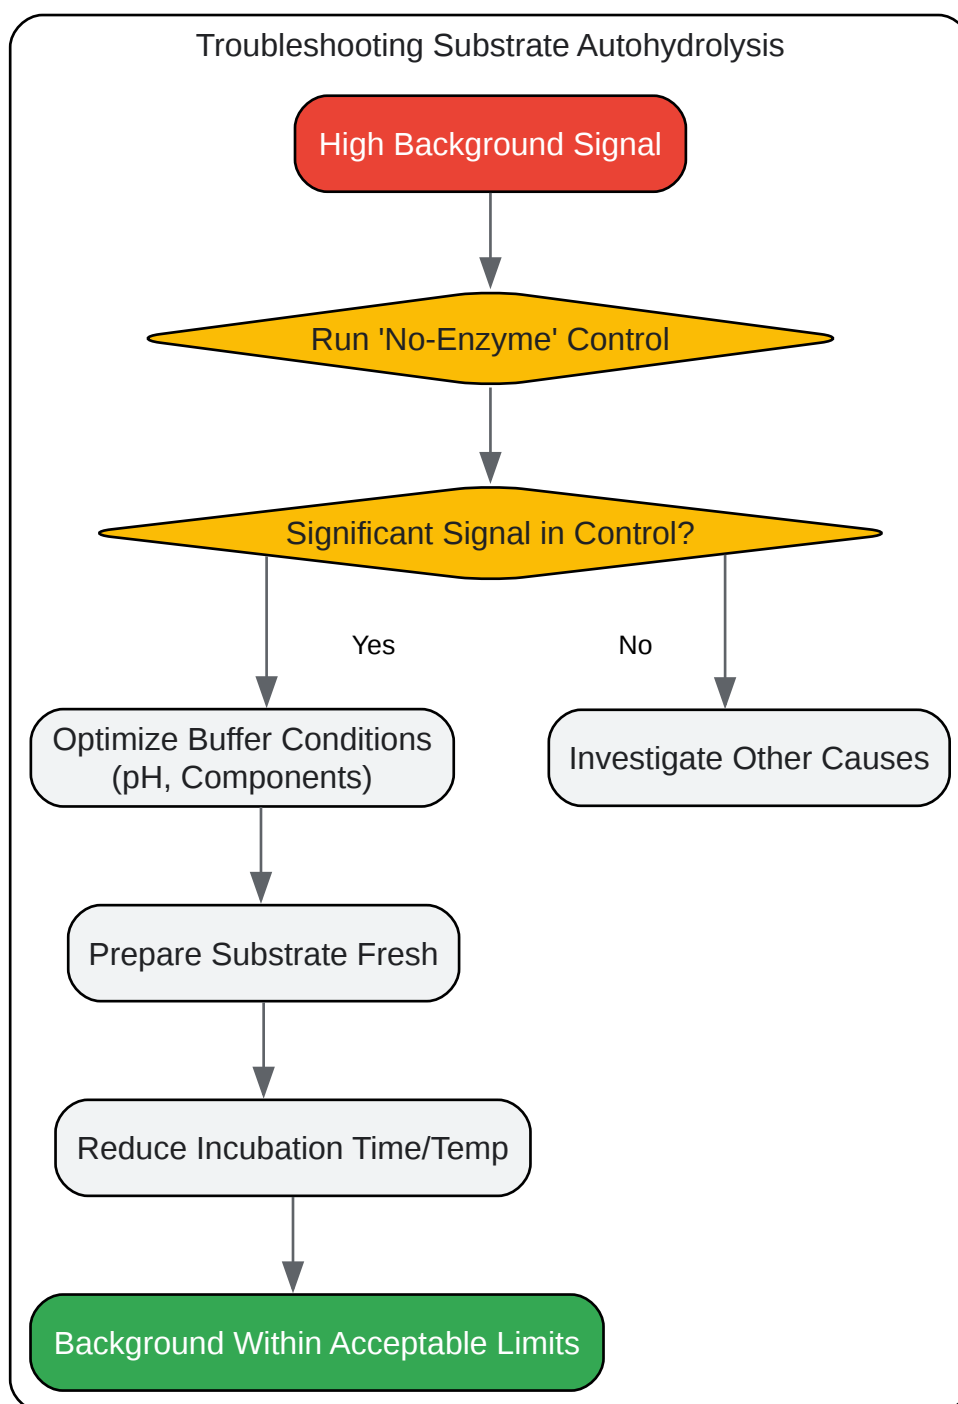 Troubleshooting Substrate Autohydrolysis
High Background Signal
Run 'No-Enzyme' Control
Significant Signal in Control?
Yes
No
Optimize Buffer Conditions
(pH, Components)
Investigate Other Causes
Prepare Substrate Fresh
Reduce Incubation Time/Temp
Background Within Acceptable Limits